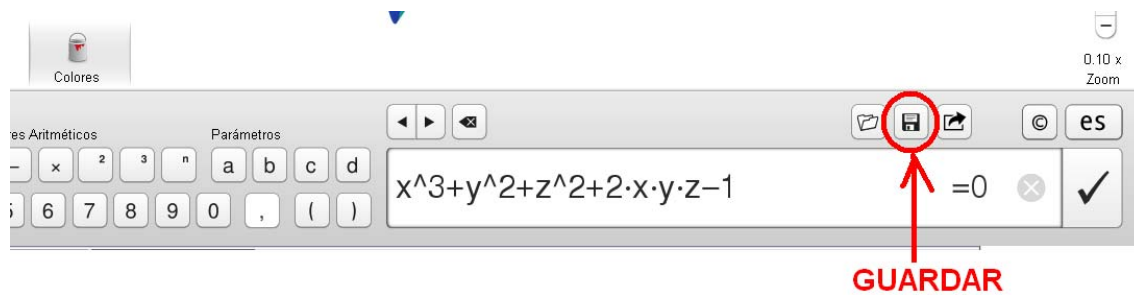 Colores
0.10 x
Zoom
es Aritméticos
Parámetros
© es
− × 2 3 n a b c d
6 7 8 9 0 , ( )
x^3+y^2+z^2+2·x·y·z−1 =0
GUARDAR